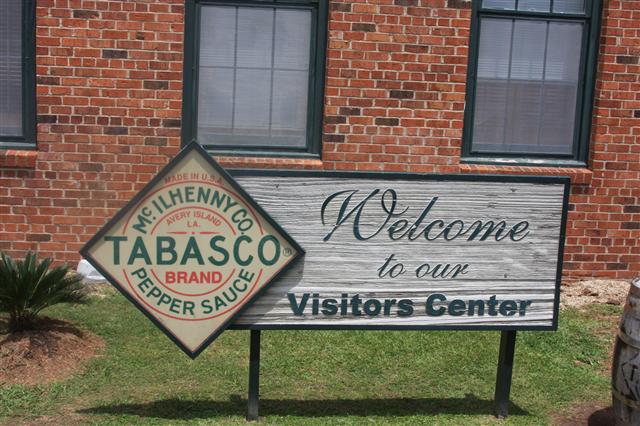 MADE IN U.S.A.
McILHENNY CO.
AVERY ISLAND
LA.
TABASCO®
BRAND
PEPPER SAUCE
Welcome
to our
Visitors Center